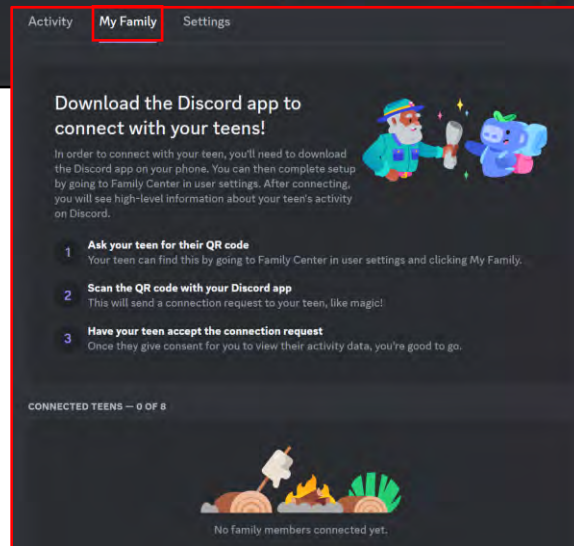 Activity My Family Settings
Download the Discord app to
connect with your teens!
In order to connect with your teen, you'll need to download
the Discord app on your phone. You can then complete setup
by going to Family Center in user settings. After connecting,
you will see high-level information about your teen's activity
on Discord.
1 Ask your teen for their QR code
Your teen can find this by going to Family Center in user settings and clicking My Family.
2 Scan the QR code with your Discord app
This will send a connection request to your teen, like magic!
3 Have your teen accept the connection request
Once they give consent for you to view their activity data, you're good to go.
CONNECTED TEENS — 0 OF 8
No family members connected yet.